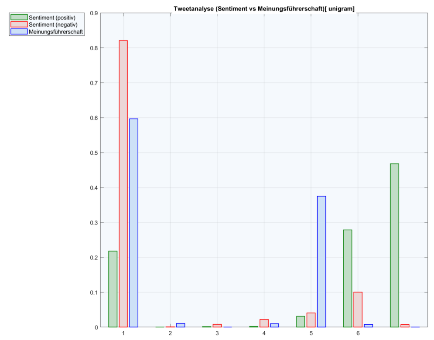 Tweetanalyse (Sentiment vs Meinungsführerschaft)[ unigram]
Sentiment (positiv)
Sentiment (negativ)
Meinungsführerschaft
0.9
0.8
0.7
0.6
0.5
0.4
0.3
0.2
0.1
0
1 2 3 4 5 6